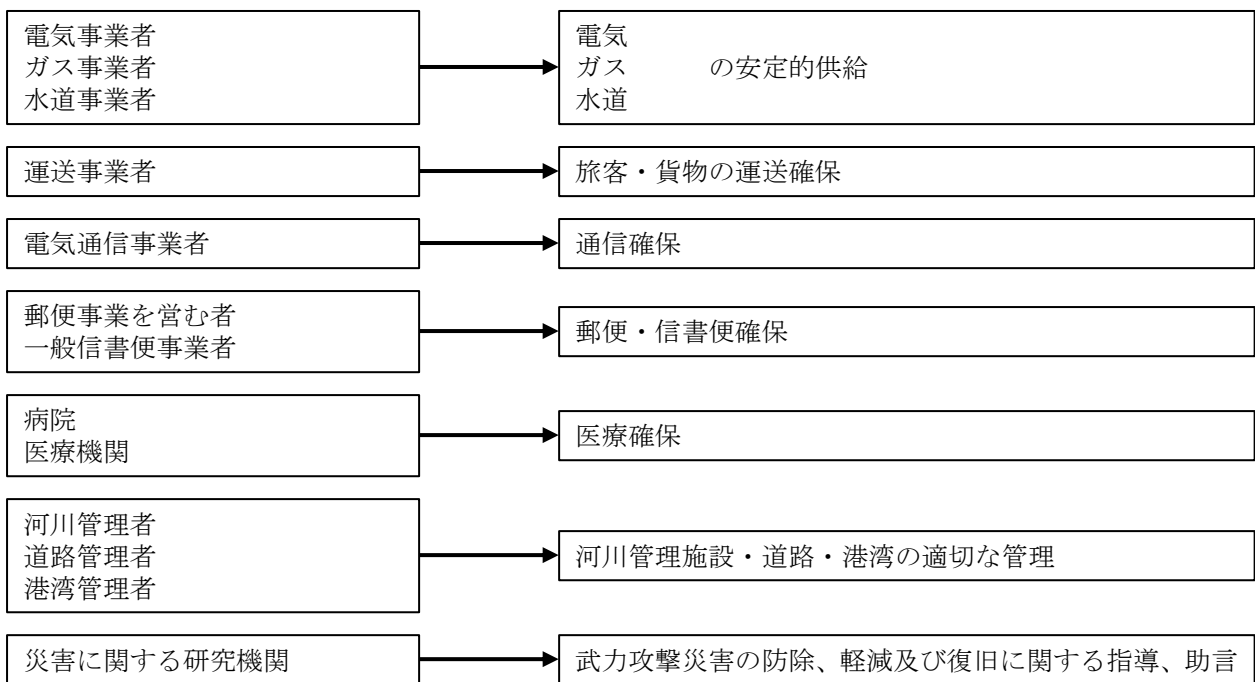 電気事業者
ガス事業者
水道事業者
電気
ガス　　の安定的供給
水道
運送事業者
旅客・貨物の運送確保
電気通信事業者
通信確保
郵便事業を営む者
一般信書便事業者
郵便・信書便確保
病院
医療機関
医療確保
河川管理者
道路管理者
港湾管理者
河川管理施設・道路・港湾の適切な管理
災害に関する研究機関
武力攻撃災害の防除、軽減及び復旧に関する指導、助言